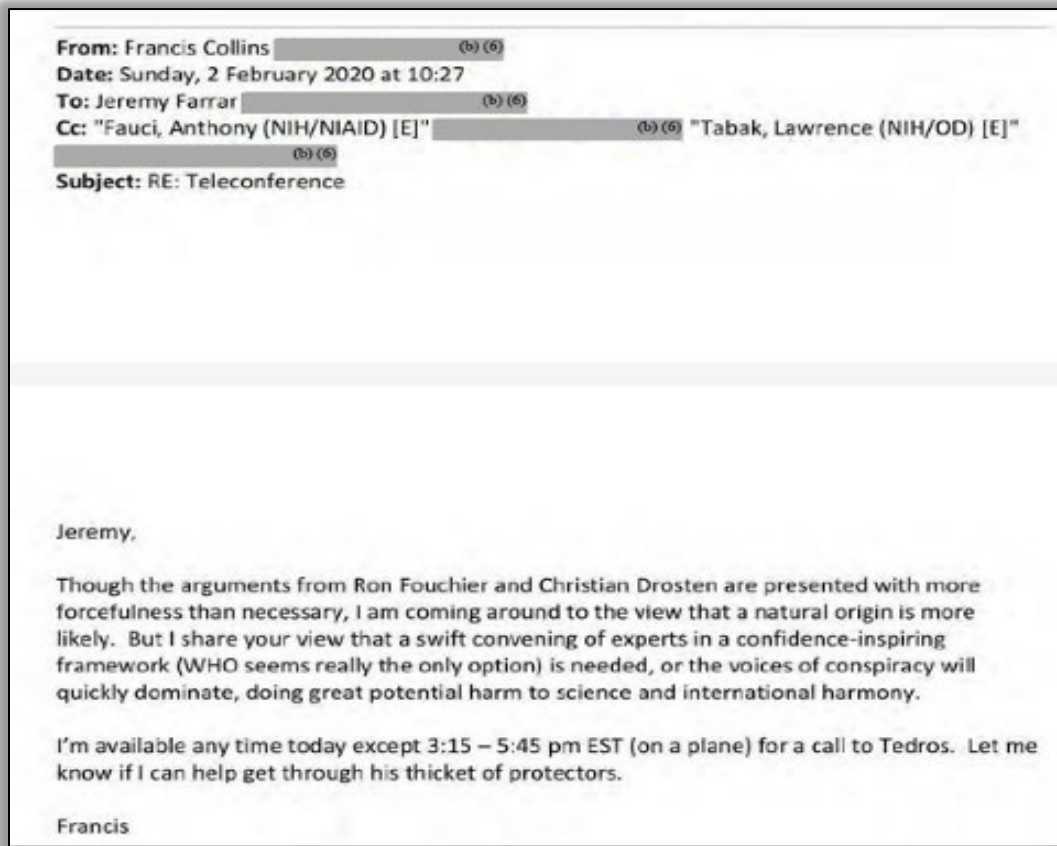 From: Francis Collins (b) (6)
Date: Sunday, 2 February 2020 at 10:27
To: Jeremy Farrar (b) (6)
Cc: "Fauci, Anthony (NIH/NIAID) [E]" (b) (6) "Tabak, Lawrence (NIH/OD) [E]"
(b) (6)
Subject: RE: Teleconference
Jeremy,
Though the arguments from Ron Fouchier and Christian Drosten are presented with more
forcefulness than necessary, I am coming around to the view that a natural origin is more
likely. But I share your view that a swift convening of experts in a confidence-inspiring
framework (WHO seems really the only option) is needed, or the voices of conspiracy will
quickly dominate, doing great potential harm to science and international harmony.
I'm available any time today except 3:15 – 5:45 pm EST (on a plane) for a call to Tedros. Let me
know if I can help get through his thicket of protectors.
Francis